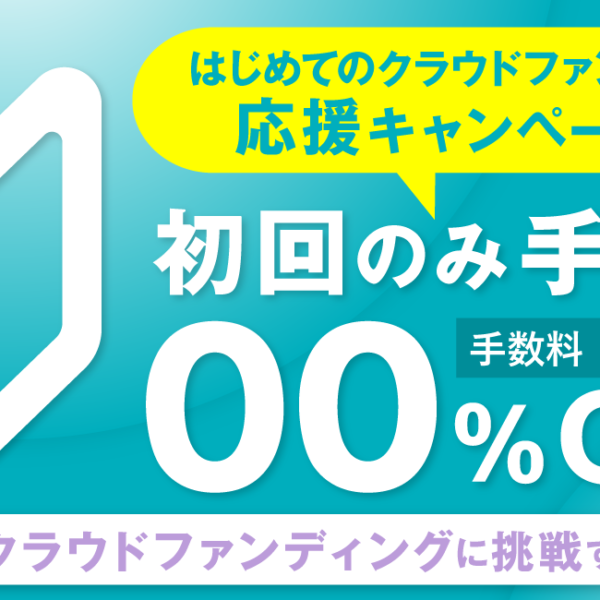 はじめてのクラウドファン
応援キャンペー
初回のみ手
00%O
手数料
クラウドファンディングに挑戦す